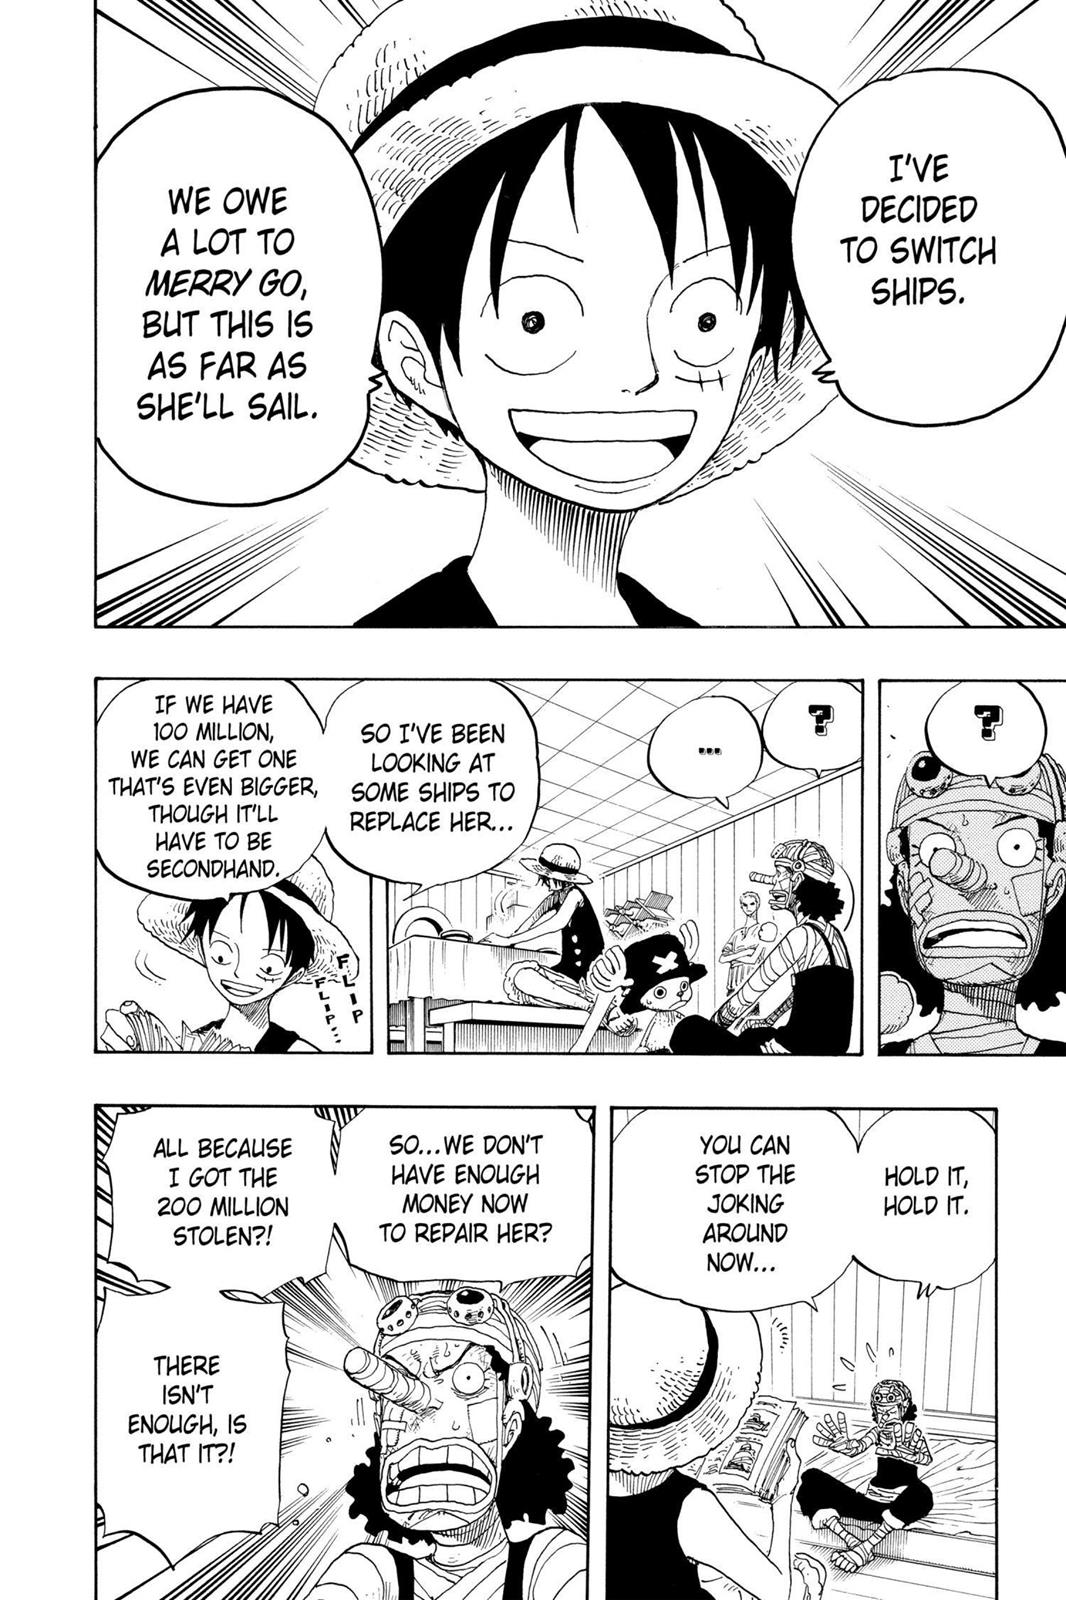 I'VE
DECIDED
TO SWITCH
SHIPS.
WE OWE
A LOT TO
MERRY GO,
BUT THIS IS
AS FAR AS
SHE'LL SAIL.
?
?
...
SO I'VE BEEN
LOOKING AT
SOME SHIPS TO
REPLACE HER...
IF WE HAVE
100 MILLION,
WE CAN GET ONE
THAT'S EVEN BIGGER,
THOUGH IT'LL
HAVE TO BE
SECONDHAND.
FLIP
FLIP...
HOLD IT,
HOLD IT.
YOU CAN
STOP THE
JOKING
AROUND
NOW...
SO...WE DON'T
HAVE ENOUGH
MONEY NOW
TO REPAIR HER?
ALL BECAUSE
I GOT THE
200 MILLION
STOLEN?!
THERE
ISN'T
ENOUGH, IS
THAT IT?!